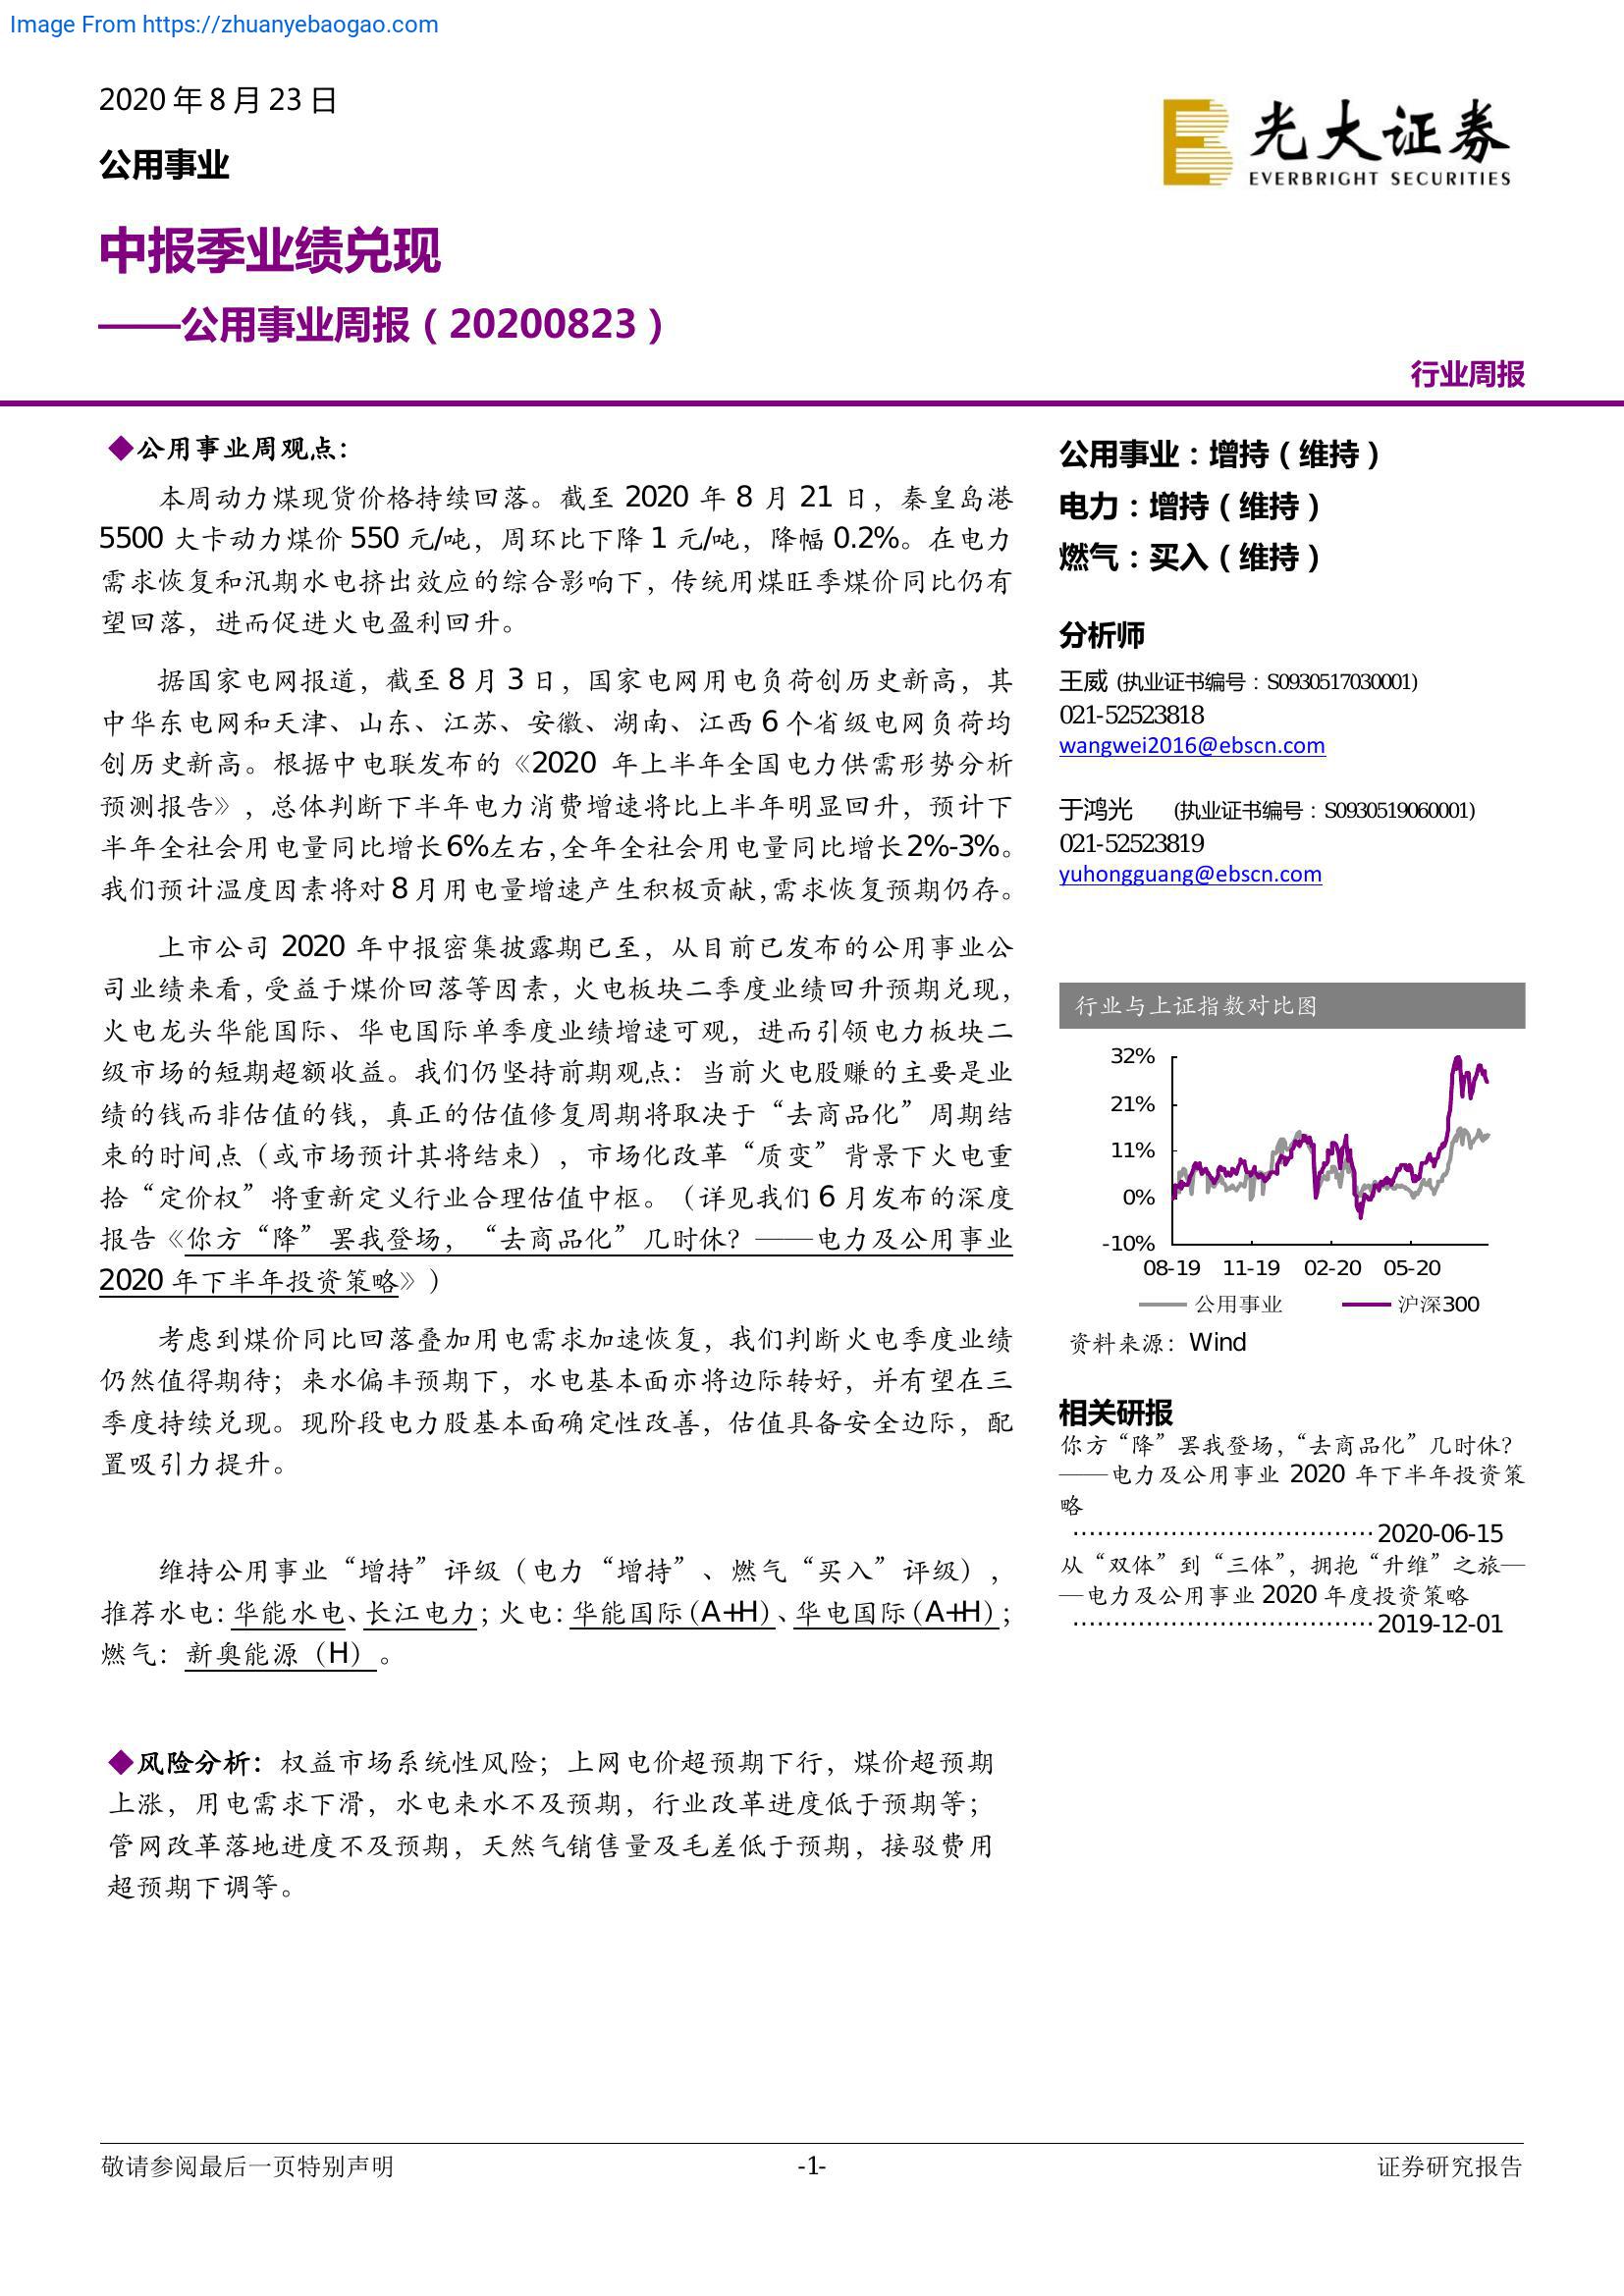 Image From https://zhuanyebaogao.com
2020 年 8 月 23 日
公用事业
光大证券
EVERBRIGHT SECURITIES
中报季业绩兑现
——公用事业周报（20200823）
行业周报
◆公用事业周观点：
本周动力煤现货价格持续回落。截至 2020 年 8 月 21 日，秦皇岛港
5500 大卡动力煤价 550 元/吨，周环比下降 1 元/吨，降幅 0.2%。在电力
需求恢复和汛期水电挤出效应的综合影响下，传统用煤旺季煤价同比仍有
望回落，进而促进火电盈利回升。
据国家电网报道，截至 8 月 3 日，国家电网用电负荷创历史新高，其
中华东电网和天津、山东、江苏、安徽、湖南、江西 6 个省级电网负荷均
创历史新高。根据中电联发布的《2020 年上半年全国电力供需形势分析
预测报告》，总体判断下半年电力消费增速将比上半年明显回升，预计下
半年全社会用电量同比增长 6%左右，全年全社会用电量同比增长 2%-3%。
我们预计温度因素将对 8 月用电量增速产生积极贡献，需求恢复预期仍存。
上市公司 2020 年中报密集披露期已至，从目前已发布的公用事业公
司业绩来看，受益于煤价回落等因素，火电板块二季度业绩回升预期兑现，
火电龙头华能国际、华电国际单季度业绩增速可观，进而引领电力板块二
级市场的短期超额收益。我们仍坚持前期观点：当前火电股赚的主要是业
绩的钱而非估值的钱，真正的估值修复周期将取决于“去商品化”周期结
束的时间点（或市场预计其将结束），市场化改革“质变”背景下火电重
拾“定价权”将重新定义行业合理估值中枢。（详见我们 6 月发布的深度
报告《你方“降”罢我登场，“去商品化”几时休？——电力及公用事业
2020 年下半年投资策略》）
考虑到煤价同比回落叠加用电需求加速恢复，我们判断火电季度业绩
仍然值得期待；来水偏丰预期下，水电基本面亦将边际转好，并有望在三
季度持续兑现。现阶段电力股基本面确定性改善，估值具备安全边际，配
置吸引力提升。
维持公用事业“增持”评级（电力“增持”、燃气“买入”评级），
推荐水电：华能水电、长江电力；火电：华能国际（A+H）、华电国际（A+H）；
燃气：新奥能源（H）。
◆风险分析：权益市场系统性风险；上网电价超预期下行，煤价超预期
上涨，用电需求下滑，水电来水不及预期，行业改革进度低于预期等；
管网改革落地进度不及预期，天然气销售量及毛差低于预期，接驳费用
超预期下调等。
公用事业：增持（维持）
电力：增持（维持）
燃气：买入（维持）
分析师
王威 (执业证书编号：S0930517030001)
021-52523818
wangwei2016@ebscn.com
于鸿光 (执业证书编号：S0930519060001)
021-52523819
yuhongguang@ebscn.com
行业与上证指数对比图
32%
21%
11%
0%
-10%
08-19 11-19 02-20 05-20
公用事业 沪深300
资料来源：Wind
相关研报
你方“降”罢我登场，“去商品化”几时休？
——电力及公用事业 2020 年下半年投资策
略
·····································2020-06-15
从“双体”到“三体”，拥抱“升维”之旅—
—电力及公用事业 2020 年度投资策略
·····································2019-12-01
敬请参阅最后一页特别声明 -1- 证券研究报告